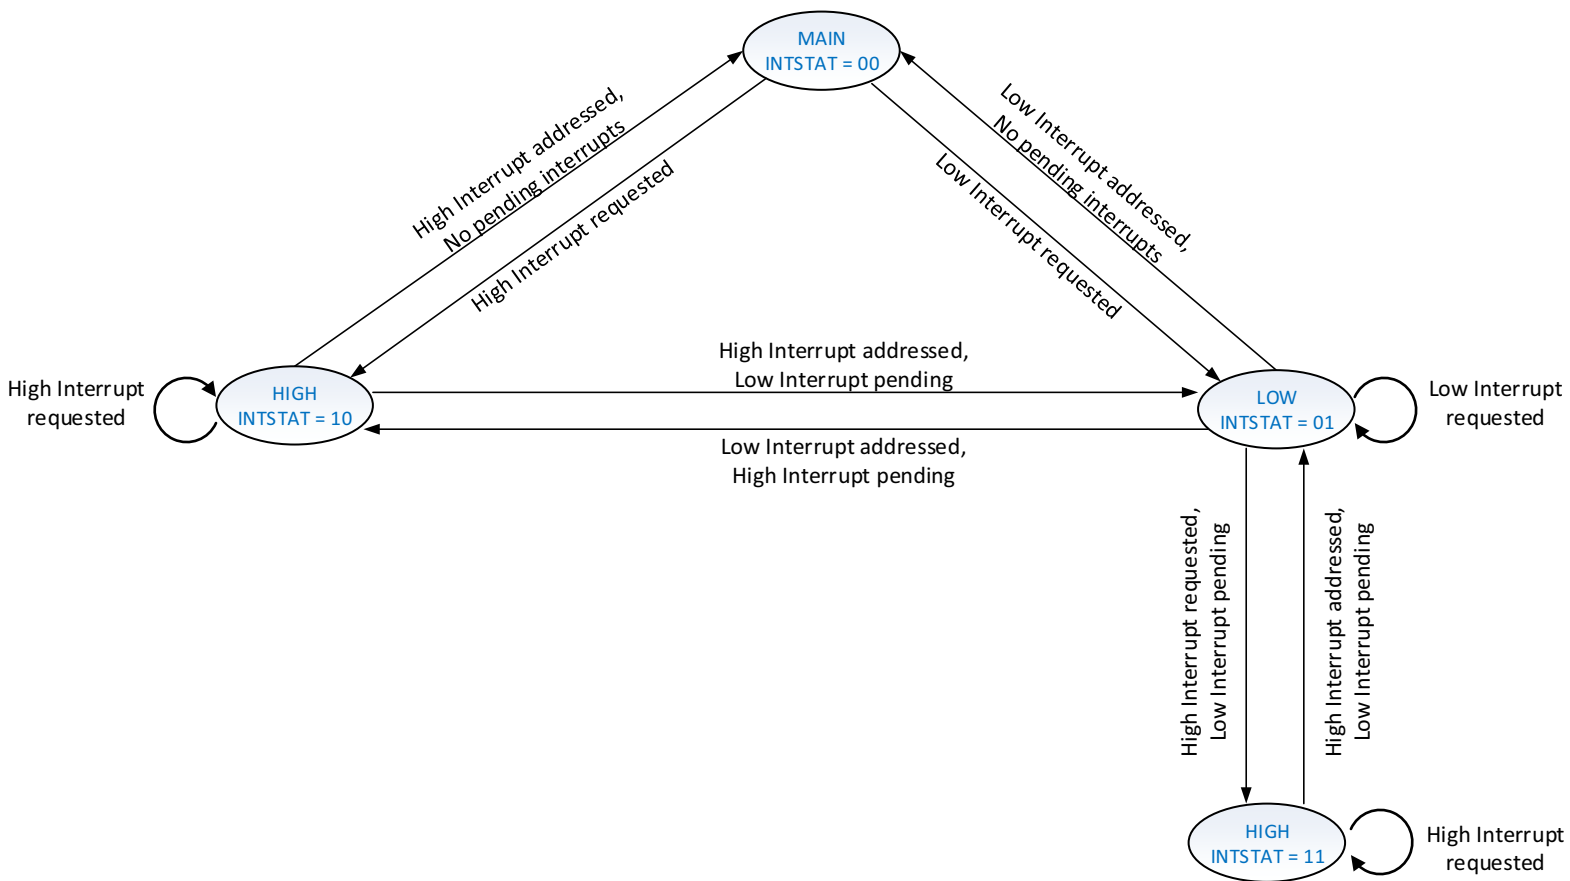 MAIN
INTSTAT = 00
High Interrupt addressed,
No pending interrupts
High Interrupt requested
Low Interrupt addressed,
No pending interrupts
Low Interrupt requested
High Interrupt addressed,
Low Interrupt pending
High Interrupt
requested
HIGH
INTSTAT = 10
LOW
INTSTAT = 01
Low Interrupt
requested
Low Interrupt addressed,
High Interrupt pending
High Interrupt requested,
Low Interrupt pending
High Interrupt addressed,
Low Interrupt pending
HIGH
INTSTAT = 11
High Interrupt
requested